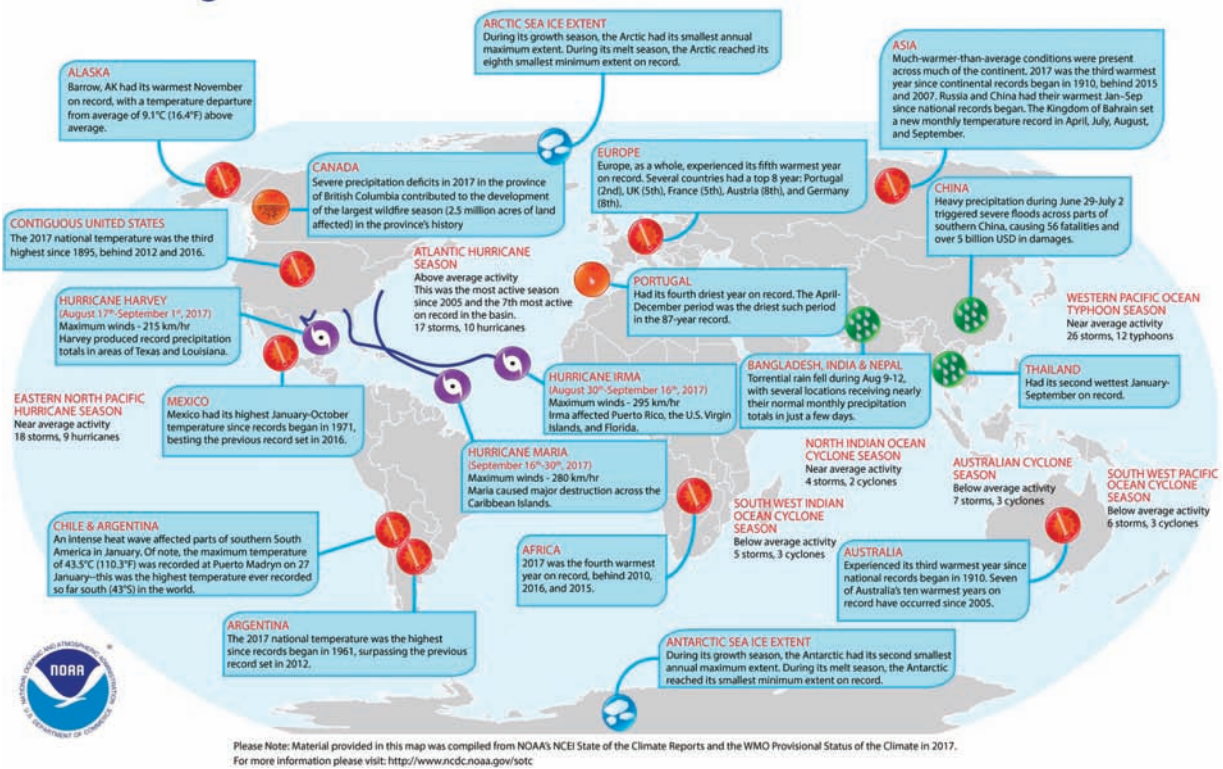 ARCTIC SEA ICE EXTENT
During its growth season, the Arctic had its smallest annual
maximum extent. During its melt season, the Arctic reached its
eighth smallest minimum extent on record.
ASIA
Much-warmer-than-average conditions were present
across much of the continent. 2017 was the third warmest
year since continental records began in 1910, behind 2015
and 2007. Russia and China had their warmest Jan–Sep
since national records began. The Kingdom of Bahrain set
a new monthly temperature record in April, July, August,
and September.
ALASKA
Barrow, AK had its warmest November
on record, with a temperature departure
from average of 9.1°C (16.4°F) above
average.
CANADA
Severe precipitation deficits in 2017 in the province
of British Columbia contributed to the development
of the largest wildfire season (2.5 million acres of land
affected) in the province's history
EUROPE
Europe, as a whole, experienced its fifth warmest year
on record. Several countries had a top 8 year: Portugal
(2nd), UK (5th), France (5th), Austria (8th), and Germany
(8th).
CHINA
Heavy precipitation during June 29-July 2
triggered severe floods across parts of
southern China, causing 56 fatalities and
over 5 billion USD in damages.
CONTIGUOUS UNITED STATES
The 2017 national temperature was the third
highest since 1895, behind 2012 and 2016.
ATLANTIC HURRICANE
SEASON
Above average activity
This was the most active season
since 2005 and the 7th most active
on record in the basin.
17 storms, 10 hurricanes
PORTUGAL
Had its fourth driest year on record. The April-
December period was the driest such period
in the 87-year record.
WESTERN PACIFIC OCEAN
TYPHOON SEASON
Near average activity
26 storms, 12 typhoons
HURRICANE HARVEY
(August 17th-September 1st, 2017)
Maximum winds - 215 km/hr
Harvey produced record precipitation
totals in areas of Texas and Louisiana.
HURRICANE IRMA
(August 30th-September 16th, 2017)
Maximum winds - 295 km/hr
Irma affected Puerto Rico, the U.S. Virgin
Islands, and Florida.
BANGLADESH, INDIA & NEPAL
Torrential rain fell during Aug 9-12,
with several locations receiving nearly
their normal monthly precipitation
totals in just a few days.
THAILAND
Had its second wettest January-
September on record.
EASTERN NORTH PACIFIC
HURRICANE SEASON
Near average activity
18 storms, 9 hurricanes
MEXICO
Mexico had its highest January-October
temperature since records began in 1971,
besting the previous record set in 2016.
HURRICANE MARIA
(September 16th-30th, 2017)
Maximum winds - 280 km/hr
Maria caused major destruction across the
Caribbean Islands.
NORTH INDIAN OCEAN
CYCLONE SEASON
Near average activity
4 storms, 2 cyclones
AUSTRALIAN CYCLONE
SEASON
Below average activity
7 storms, 3 cyclones
SOUTH WEST PACIFIC
OCEAN CYCLONE
SEASON
Below average activity
6 storms, 3 cyclones
SOUTH WEST INDIAN
OCEAN CYCLONE
SEASON
Below average activity
5 storms, 3 cyclones
CHILE & ARGENTINA
An intense heat wave affected parts of southern South
America in January. Of note, the maximum temperature
of 43.5°C (110.3°F) was recorded at Puerto Madryn on 27
January--this was the highest temperature ever recorded
so far south (43°S) in the world.
AFRICA
2017 was the fourth warmest
year on record, behind 2010,
2016, and 2015.
AUSTRALIA
Experienced its third warmest year since
national records began in 1910. Seven
of Australia's ten warmest years on
record have occurred since 2005.
ARGENTINA
The 2017 national temperature was the highest
since records began in 1961, surpassing the previous
record set in 2012.
ANTARCTIC SEA ICE EXTENT
During its growth season, the Antarctic had its second smallest
annual maximum extent. During its melt season, the Antarctic
reached its smallest minimum extent on record.
NATIONAL OCEANIC AND ATMOSPHERIC ADMINISTRATION
NOAA
U.S. DEPARTMENT OF COMMERCE
Please Note: Material provided in this map was compiled from NOAA's NCEI State of the Climate Reports and the WMO Provisional Status of the Climate in 2017.
For more information please visit: http://www.ncdc.noaa.gov/sotc